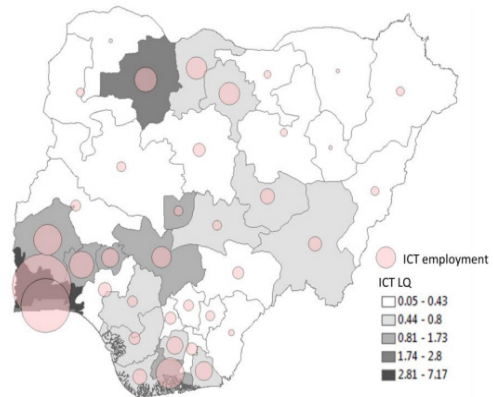 ICT employment
ICT LQ
0.05 - 0.43
0.44 - 0.8
0.81 - 1.73
1.74 - 2.8
2.81 - 7.17